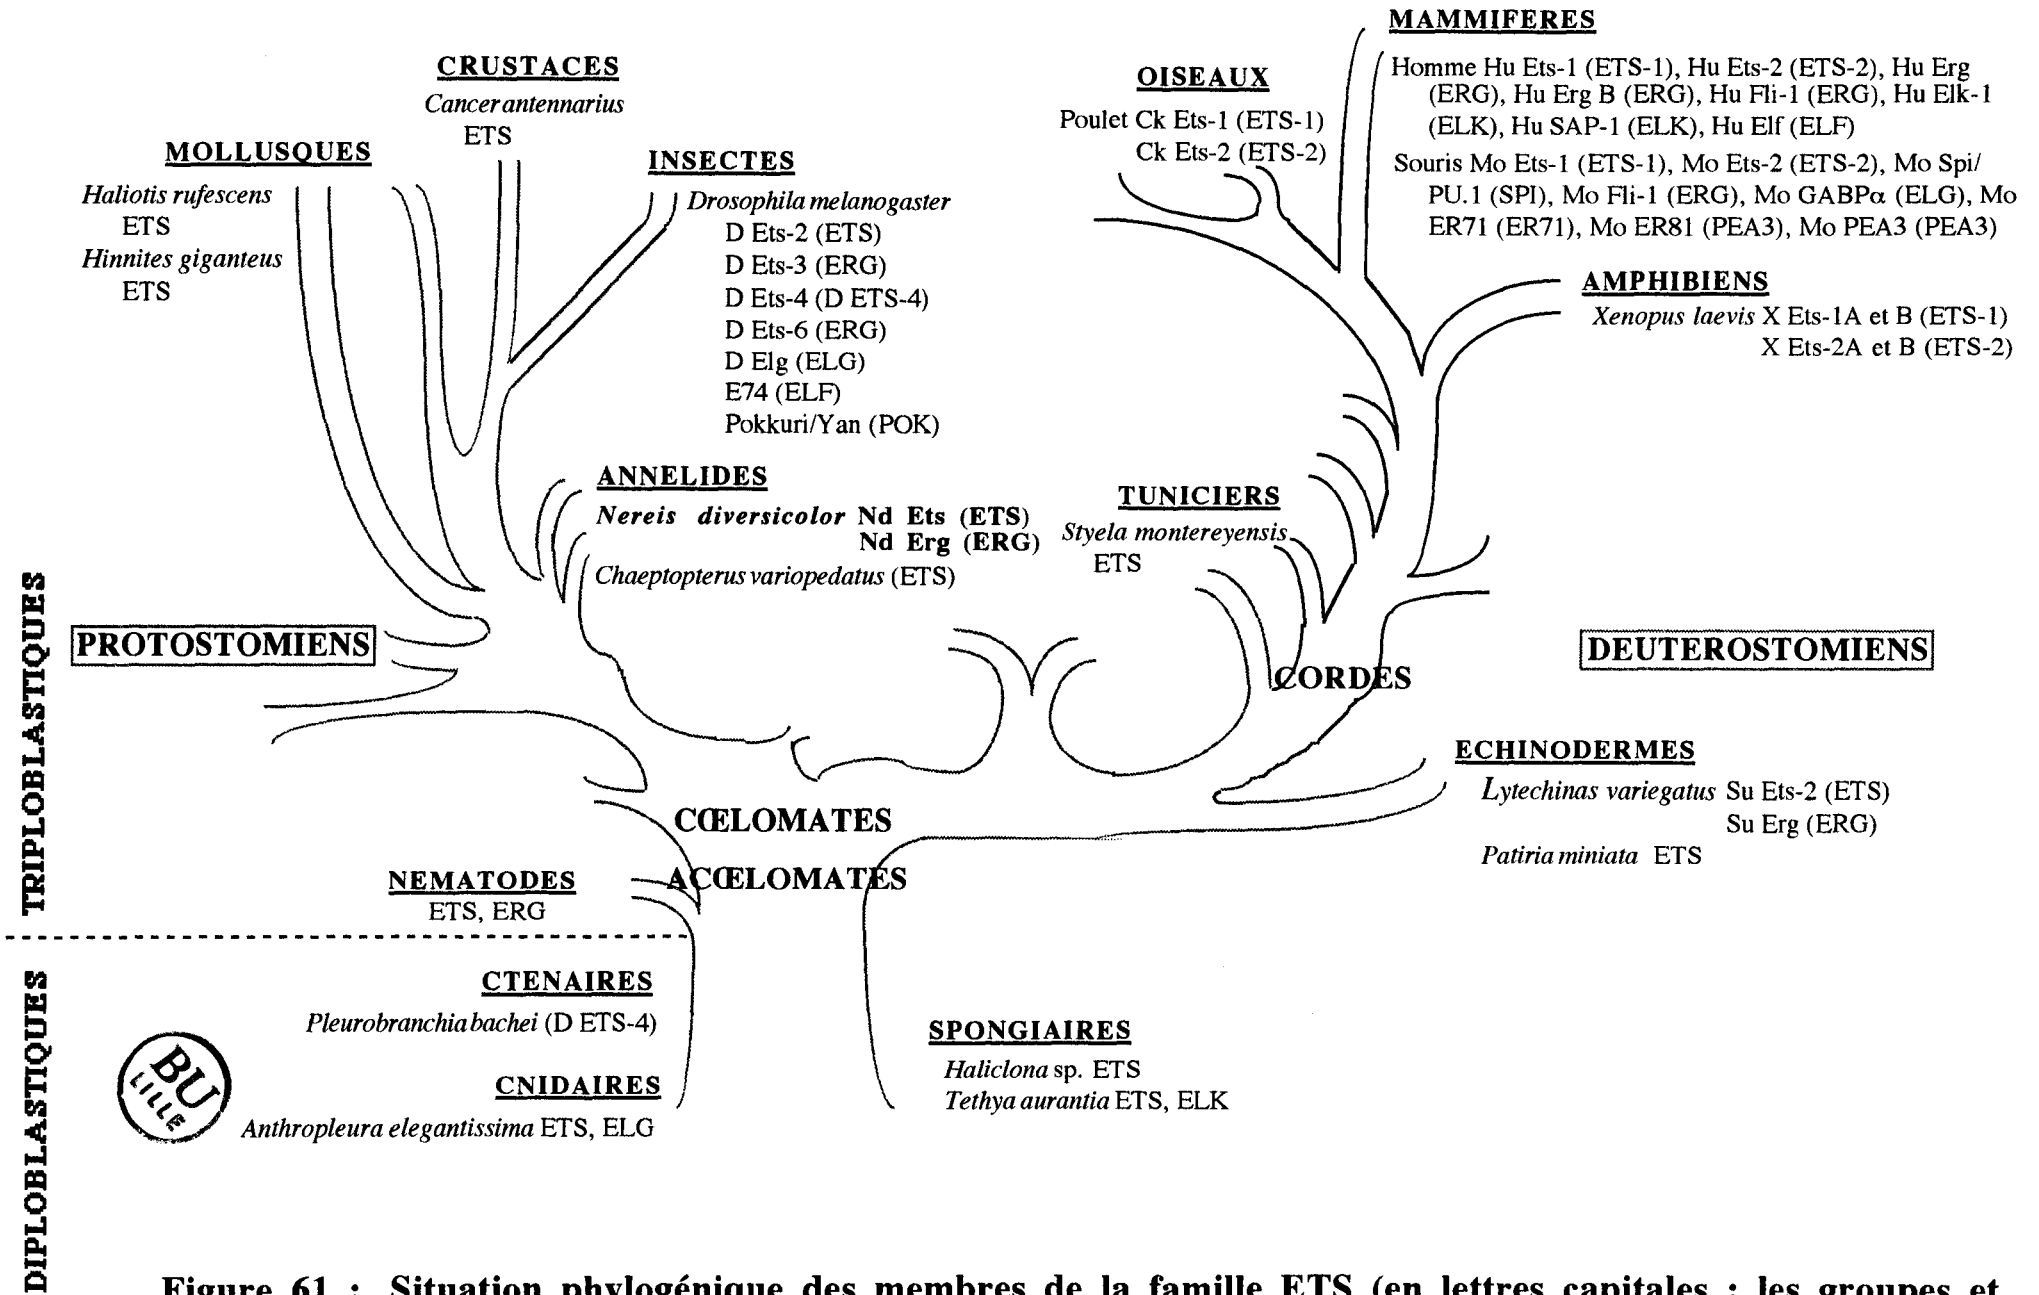 MAMMIFERES
Homme Hu Ets-1 (ETS-1), Hu Ets-2 (ETS-2), Hu Erg
(ERG), Hu Erg B (ERG), Hu Fli-1 (ERG), Hu Elk-1
(ELK), Hu SAP-1 (ELK), Hu Elf (ELF)
Souris Mo Ets-1 (ETS-1), Mo Ets-2 (ETS-2), Mo Spi/
PU.1 (SPI), Mo Fli-1 (ERG), Mo GABPα (ELG), Mo
ER71 (ER71), Mo ER81 (PEA3), Mo PEA3 (PEA3)
OISEAUX
Poulet Ck Ets-1 (ETS-1)
Ck Ets-2 (ETS-2)
CRUSTACES
Cancer antennarius
ETS
MOLLUSQUES
Haliotis rufescens
ETS
Hinnites giganteus
ETS
INSECTES
Drosophila melanogaster
D Ets-2 (ETS)
D Ets-3 (ERG)
D Ets-4 (D ETS-4)
D Ets-6 (ERG)
D Elg (ELG)
E74 (ELF)
Pokkuri/Yan (POK)
AMPHIBIENS
Xenopus laevis X Ets-1A et B (ETS-1)
X Ets-2A et B (ETS-2)
ANNELIDES
Nereis diversicolor Nd Ets (ETS)
Nd Erg (ERG)
Chaeptopterus variopedatus (ETS)
TUNICIERS
Styela montereyensis
ETS
PROTOSTOMIENS
DEUTEROSTOMIENS
CORDES
ECHINODERMES
Lytechinas variegatus Su Ets-2 (ETS)
Su Erg (ERG)
Patiria miniata ETS
CŒLOMATES
ACŒLOMATES
NEMATODES
ETS, ERG
TRIPLOBLASTIQUES
DIPLOBLASTIQUES
CTENAIRES
Pleurobranchia bachei (D ETS-4)
CNIDAIRES
Anthropleura elegantissima ETS, ELG
SPONGIAIRES
Haliclona sp. ETS
Tethya aurantia ETS, ELK
BU
LILLE
Figure 61 : Situation phylogénique des membres de la famille ETS (en lettres capitales : les groupes et